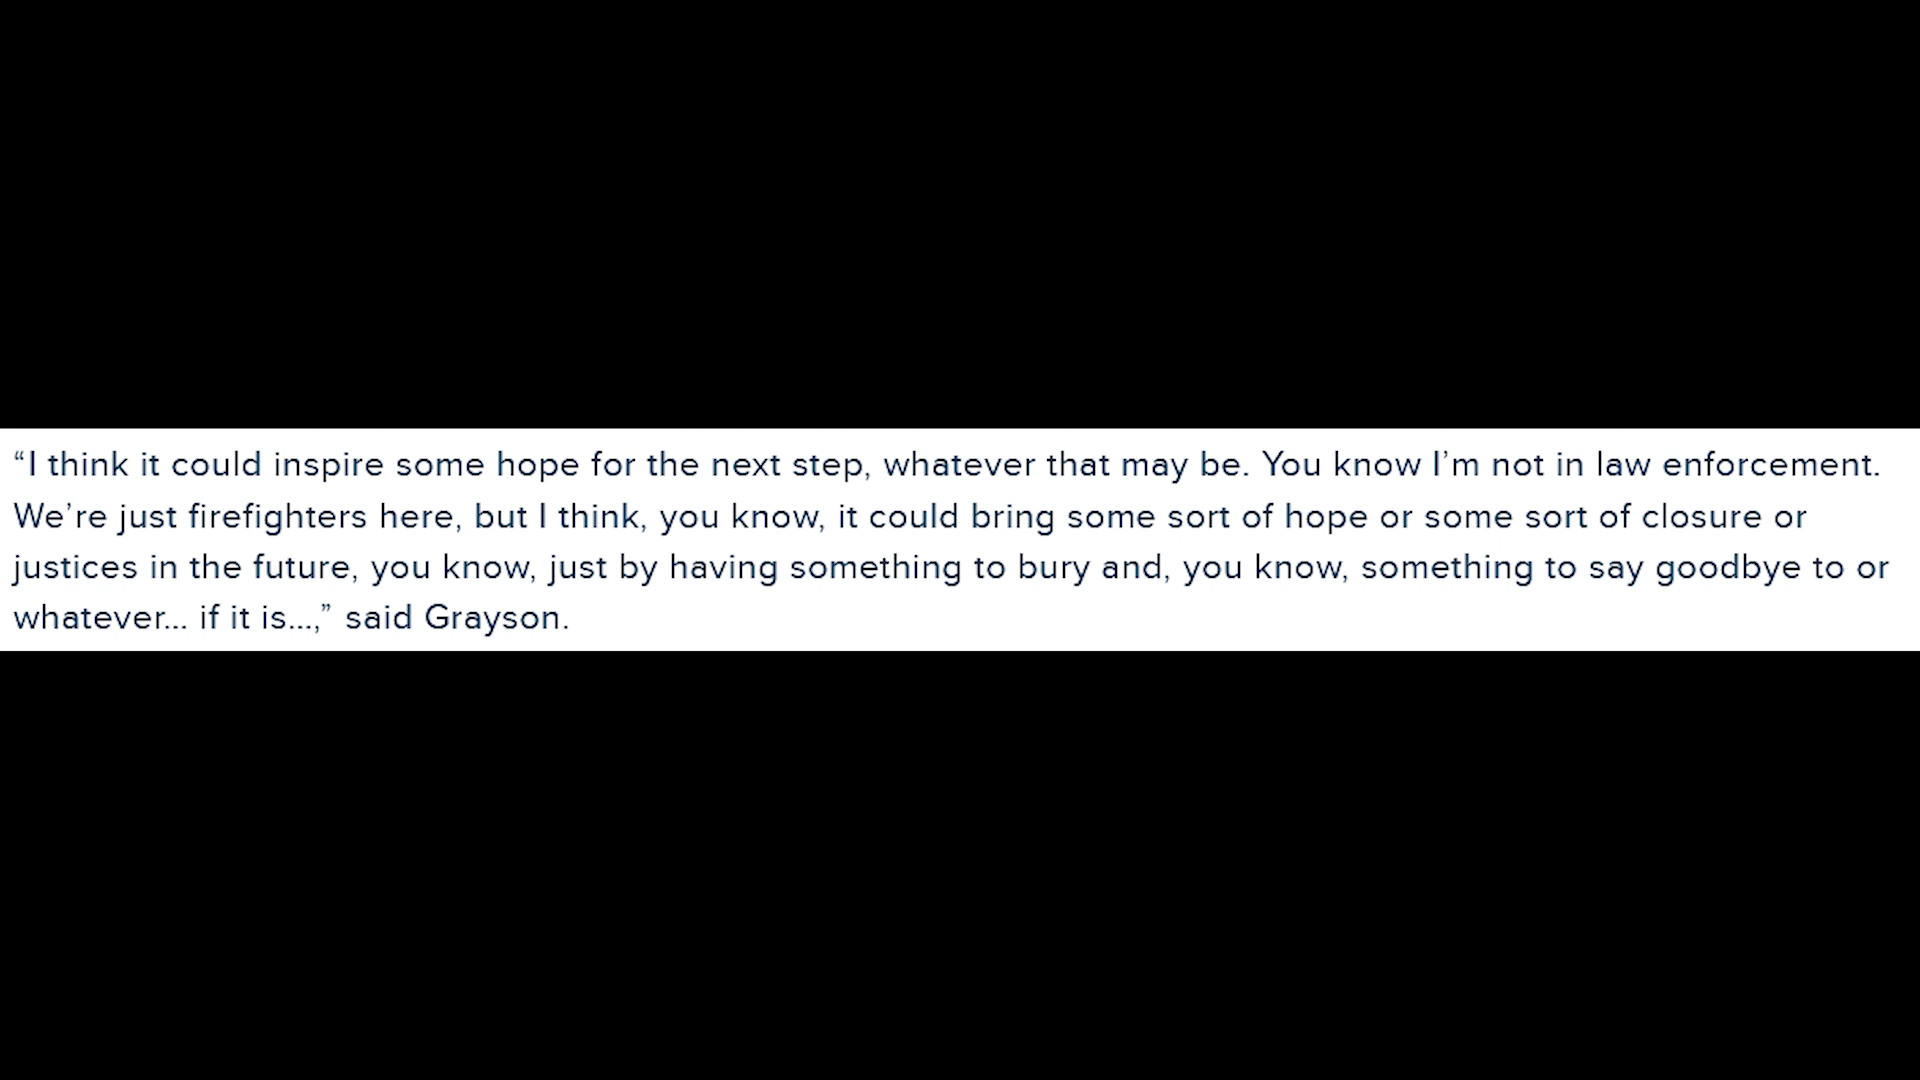 “I think it could inspire some hope for the next step, whatever that may be. You know I’m not in law enforcement.
We’re just firefighters here, but I think, you know, it could bring some sort of hope or some sort of closure or
justices in the future, you know, just by having something to bury and, you know, something to say goodbye to or
whatever… if it is…,” said Grayson.